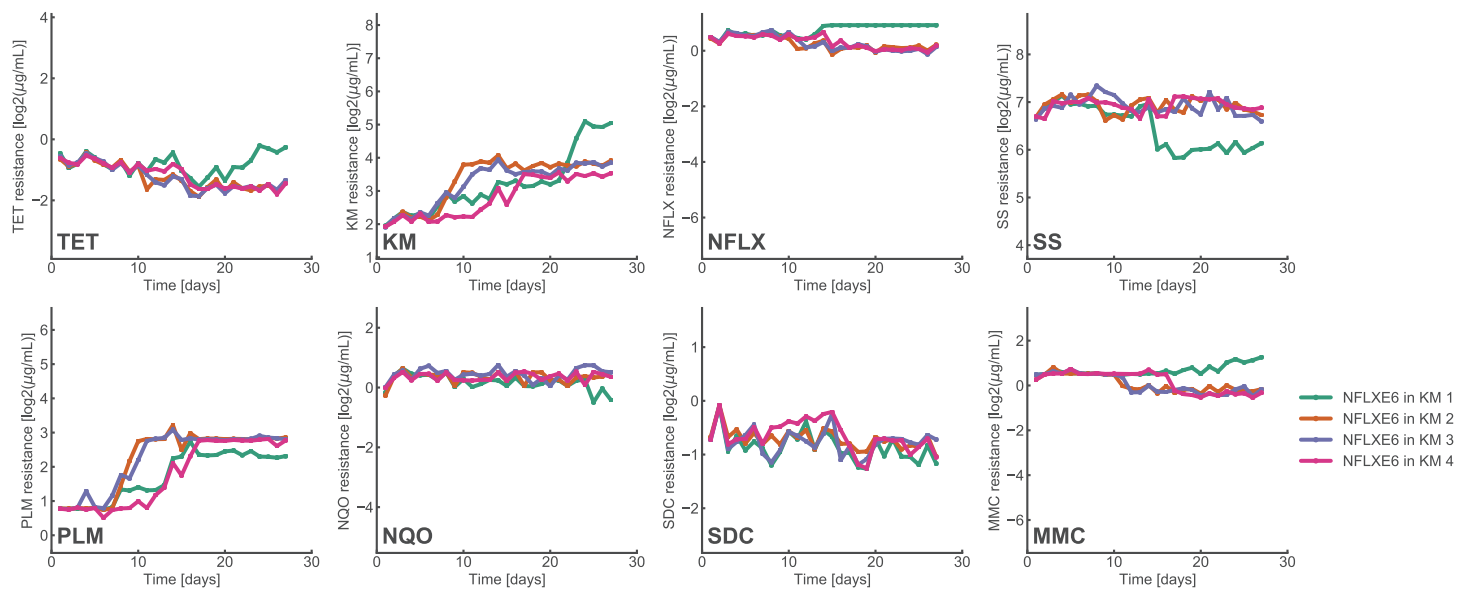 4
2
0
−2
TET resistance [log2(µg/mL)]
TET
0
10
20
30
Time [days]
8
7
6
5
4
3
2
1
KM resistance [log2(µg/mL)]
KM
0
10
20
30
Time [days]
0
−2
−4
−6
NFLX resistance [log2(µg/mL)]
NFLX
0
10
20
30
Time [days]
8
7
6
5
4
SS resistance [log2(µg/mL)]
SS
0
10
20
30
Time [days]
6
5
4
3
2
1
0
PLM resistance [log2(µg/mL)]
PLM
0
10
20
30
Time [days]
2
0
−2
−4
NQO resistance [log2(µg/mL)]
NQO
0
10
20
30
Time [days]
1
0
−1
−2
SDC resistance [log2(µg/mL)]
SDC
0
10
20
30
Time [days]
2
0
−2
−4
−6
MMC resistance [log2(µg/mL)]
MMC
0
10
20
30
Time [days]
NFLXE6 in KM 1
NFLXE6 in KM 2
NFLXE6 in KM 3
NFLXE6 in KM 4